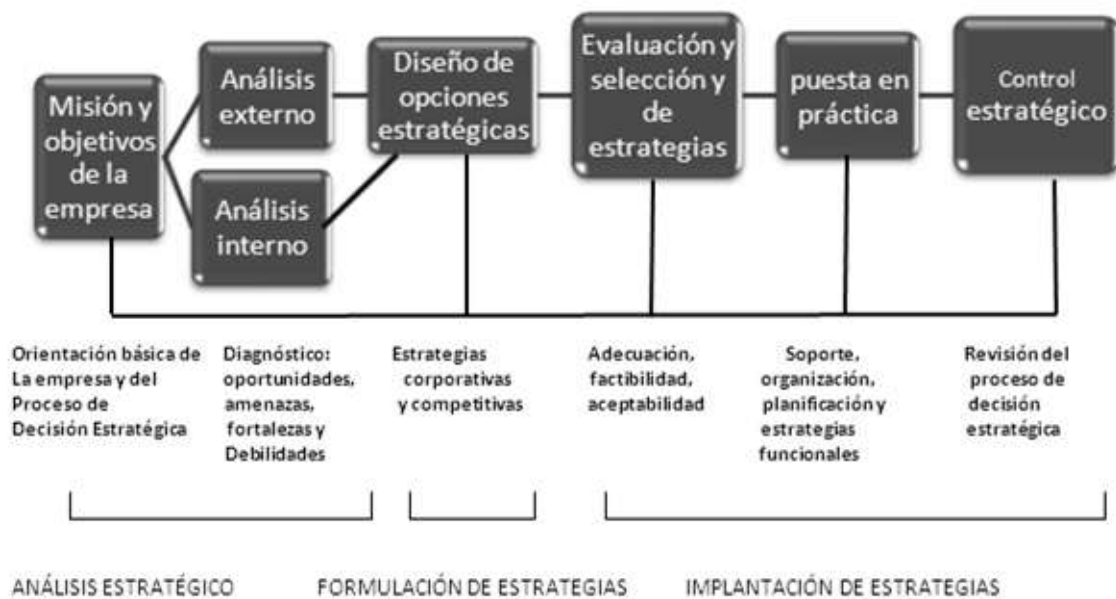 Misión y
objetivos
de la
empresa
Análisis
externo
Análisis
interno
Diseño de
opciones
estratégicas
Evaluación y
selección y
de
estrategias
puesta en
práctica
Control
estratégico
Orientación básica de
La empresa y del
Proceso de
Decisión Estratégica
Diagnóstico:
oportunidades,
amenazas,
fortalezas y
Debilidades
Estrategias
corporativas
y competitivas
Adecuación,
factibilidad,
aceptabilidad
Soporte,
organización,
planificación y
estrategias
funcionales
Revisión del
proceso de
decisión
estratégica
ANÁLISIS ESTRATÉGICO
FORMULACIÓN DE ESTRATEGIAS
IMPLANTACIÓN DE ESTRATEGIAS